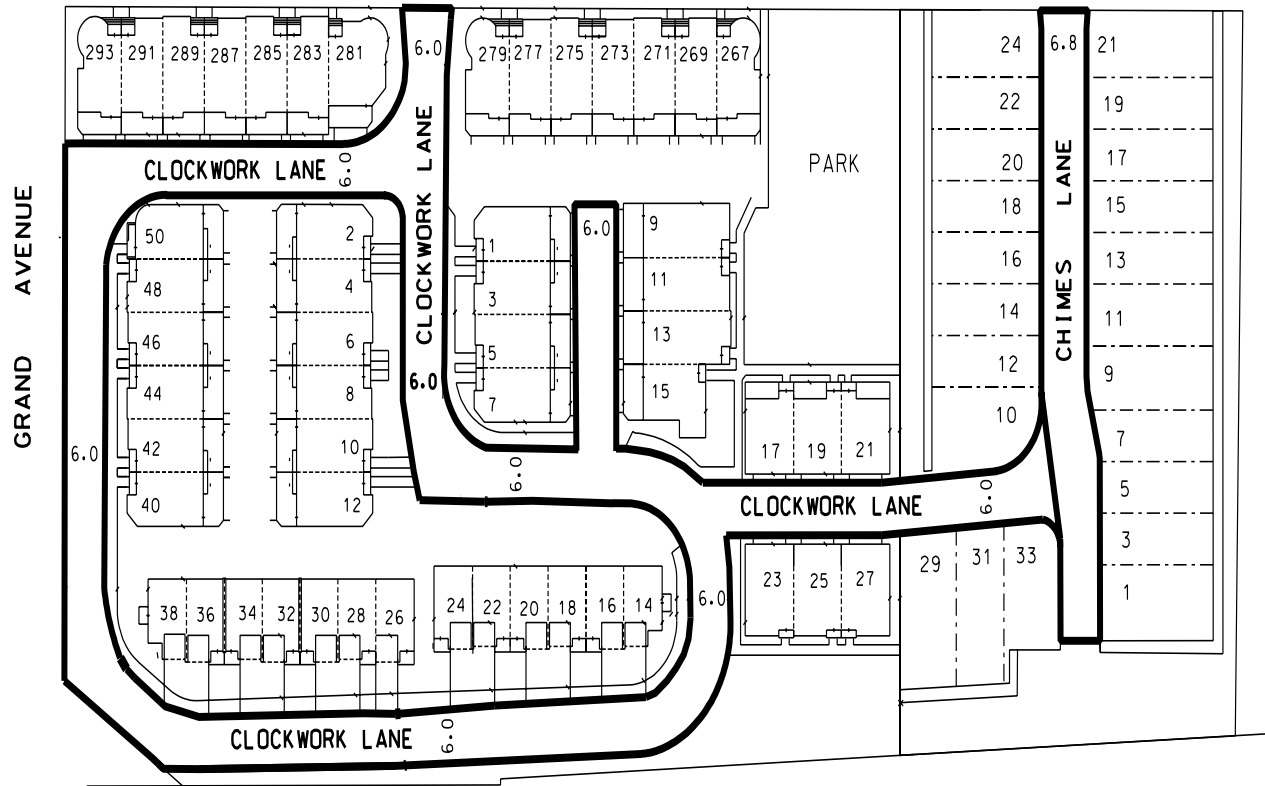 293 291 289 287 285 283 281
6.0
279 277 275 273 271 269 267
24 6.8 21
22 19
PARK
20 17
18 15
16 13
14 11
12 9
10 7
5
3
1
CHIMES LANE
CLOCKWORK LANE
6.0
CLOCKWORK LANE
CLOCKWORK LANE
6.0
GRAND AVENUE
50 2
48 4
46 6
44 8
42 10
40 12
6.0
1
3
5
7
6.0
9
11
13
15
17 19 21
6.0
CLOCKWORK LANE
6.0
23 25 27
29 31 33
6.0
38 36 34 32 30 28 26
24 22 20 18 16 14
CLOCKWORK LANE
6.0